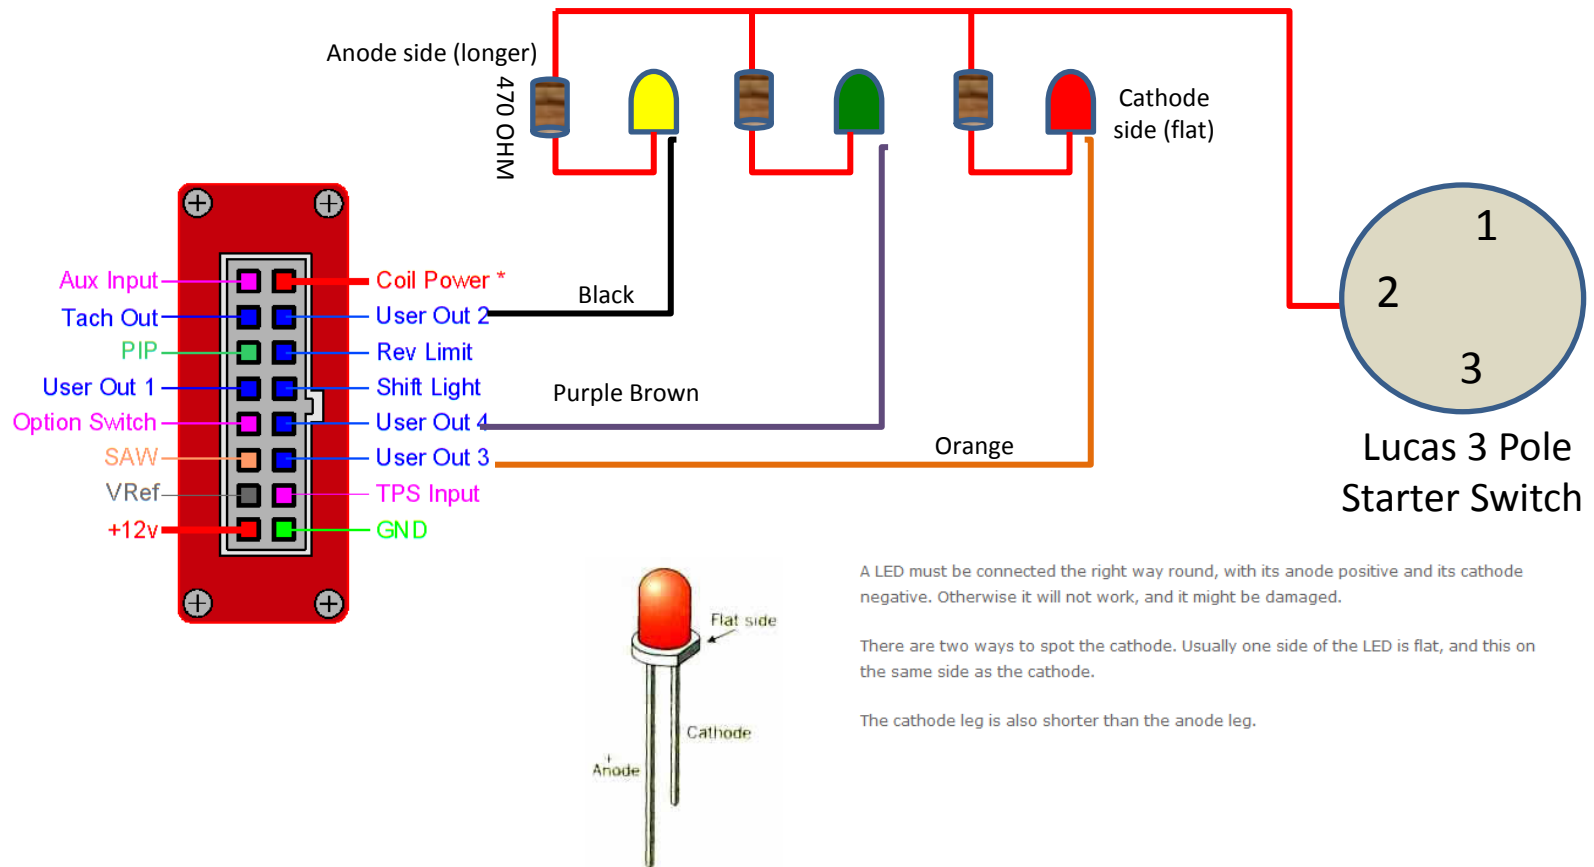 Anode side (longer)
470 OHM
Cathode
side (flat)
1
2
3
Lucas 3 Pole
Starter Switch
Aux Input
Coil Power *
Tach Out
User Out 2
Black
PIP
Rev Limit
User Out 1
Shift Light
Purple Brown
Option Switch
User Out 4
SAW
User Out 3
Orange
VRef
TPS Input
+12v
GND
Flat side
Cathode
+
Anode
A LED must be connected the right way round, with its anode positive and its cathode
negative. Otherwise it will not work, and it might be damaged.
There are two ways to spot the cathode. Usually one side of the LED is flat, and this on
the same side as the cathode.
The cathode leg is also shorter than the anode leg.